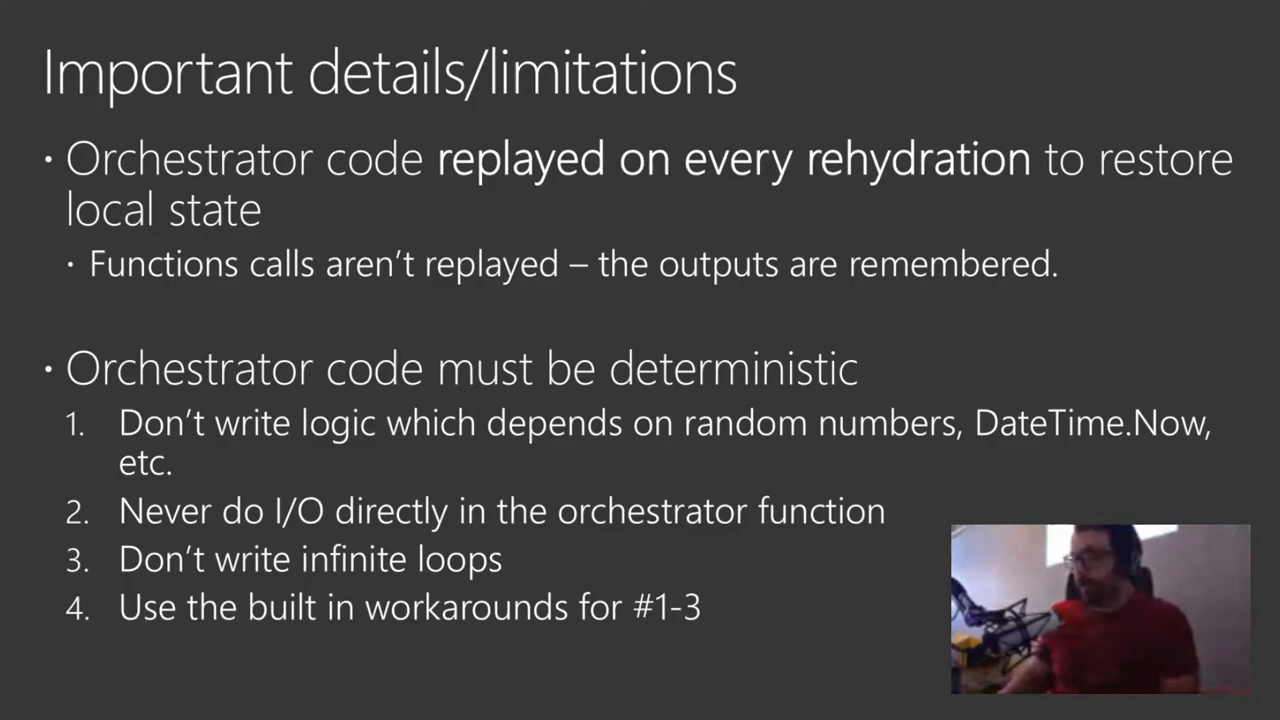 Important details/limitations
· Orchestrator code replayed on every rehydration to restore
local state
· Functions calls aren’t replayed – the outputs are remembered.
· Orchestrator code must be deterministic
1. Don’t write logic which depends on random numbers, DateTime.Now,
etc.
2. Never do I/O directly in the orchestrator function
3. Don’t write infinite loops
4. Use the built in workarounds for #1-3